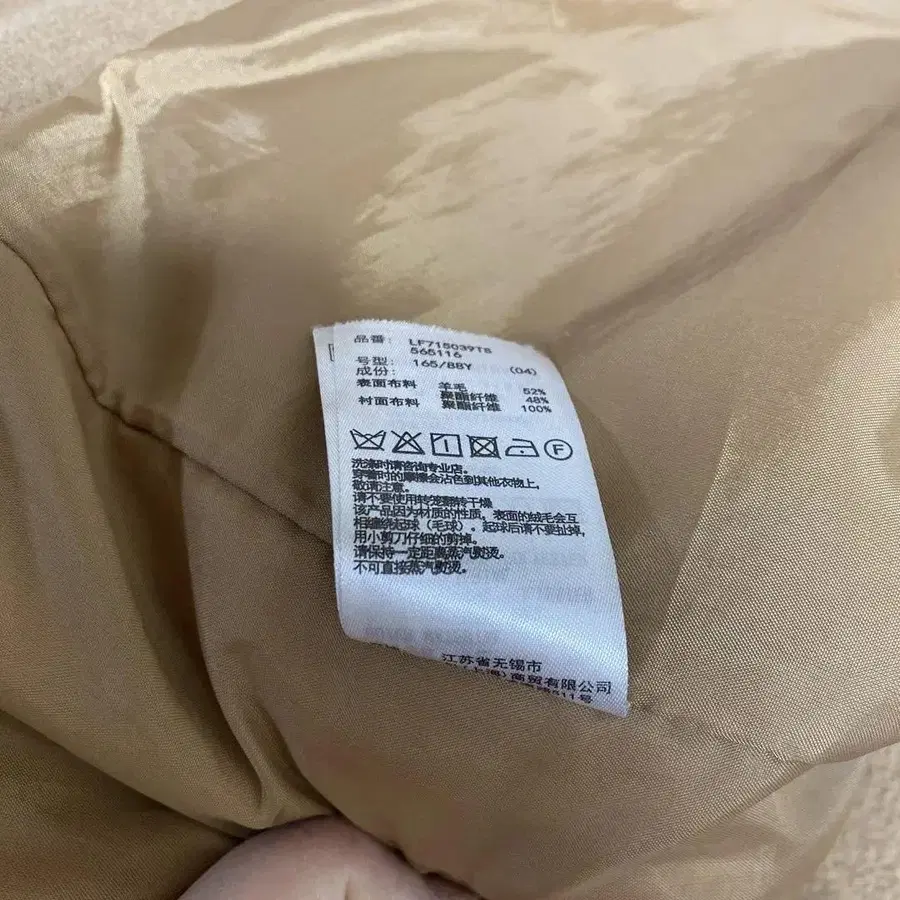 品番： LF715039TS
565116
号型： 165/88Y (04)
成份：
表面布料 羊毛 52%
聚酯纤维 48%
衬面布料 聚酯纤维 100%
F
洗涤时请咨询专业店。
穿着时的摩擦会沾色到其他衣物上，
敬请注意。
请不要使用转笼翻转干燥
该产品因为材质的性质，表面的绒毛会互
相缠绕起球（毛球）。起球后请不要扯掉，
用小剪刀仔细的剪掉。
请保持一定距离蒸汽熨烫。
不可直接蒸汽熨烫。
江苏省无锡市
(上海)商贸有限公司
311号